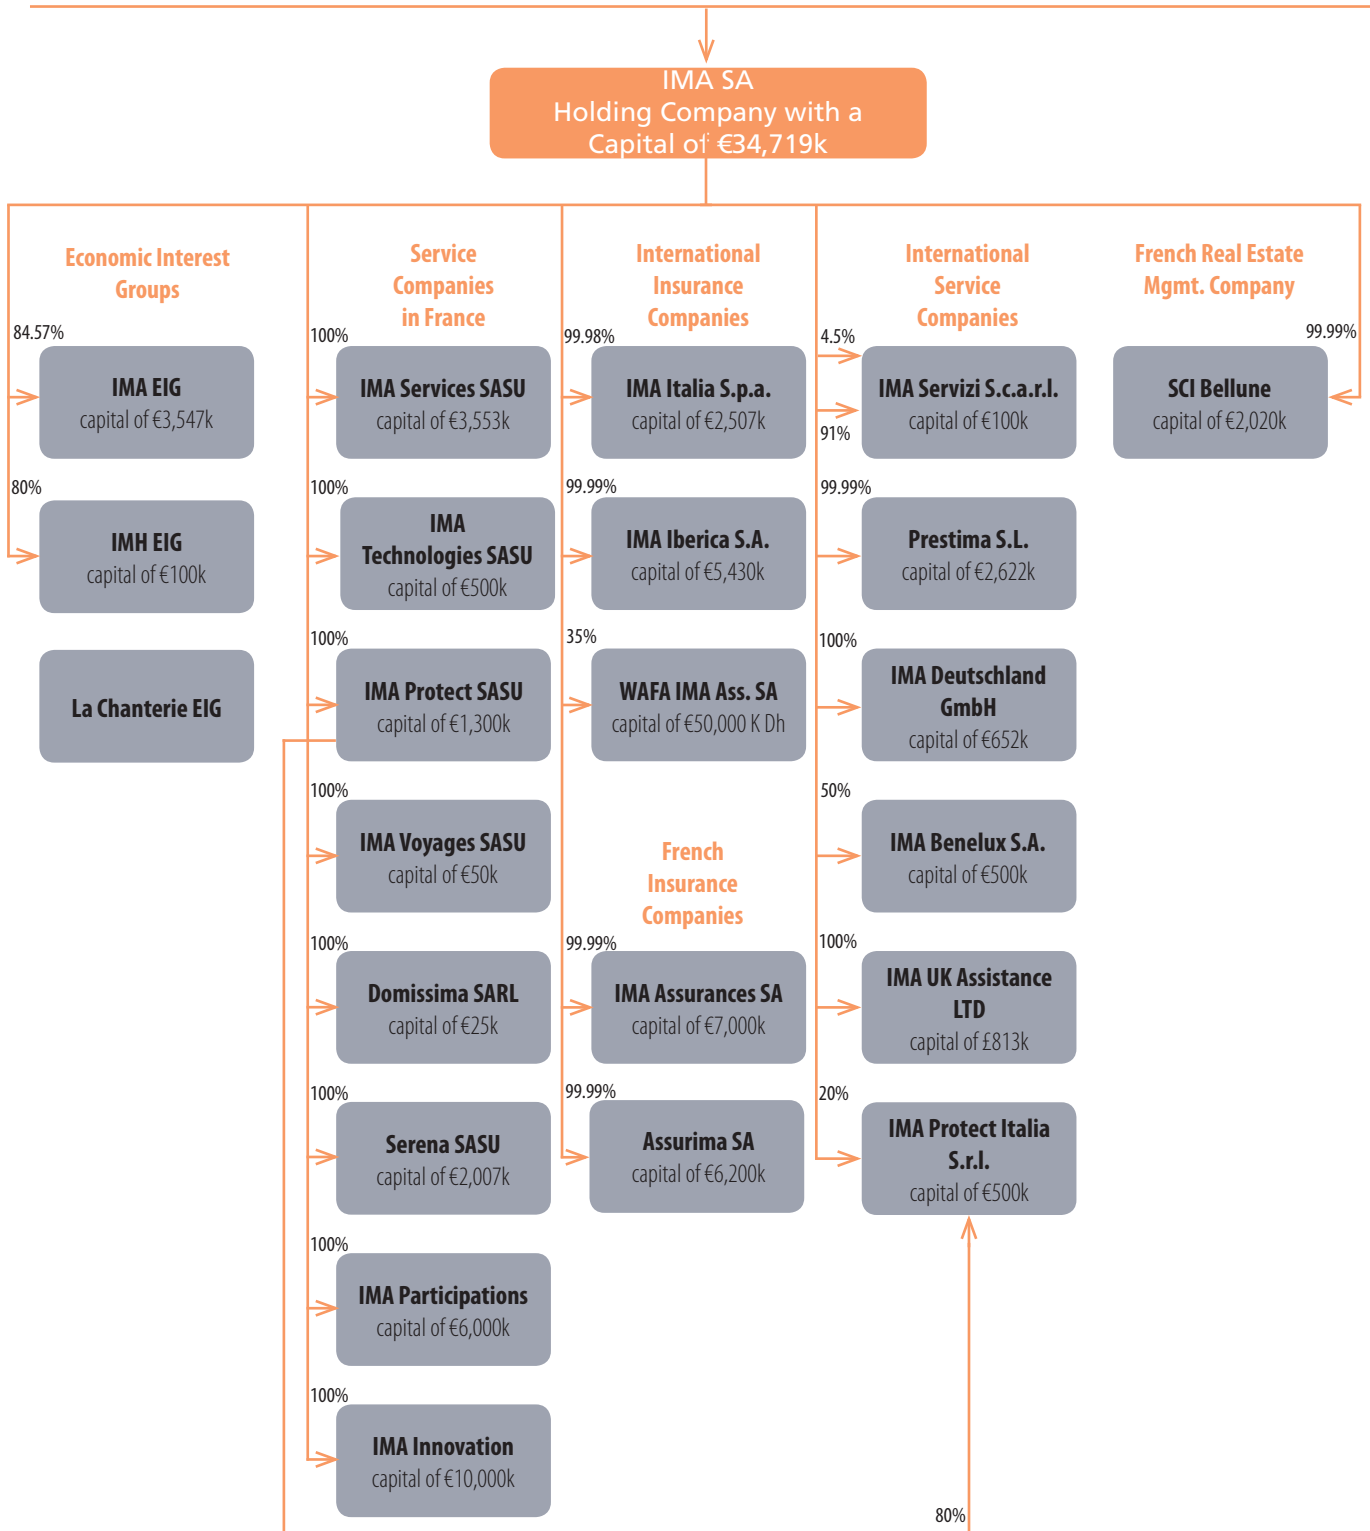 IMA SA
Holding Company with a
Capital of €34,719k
Economic Interest
Groups
84.57%
IMA EIG
capital of €3,547k
80%
IMH EIG
capital of €100k
La Chanterie EIG
Service
Companies
in France
100%
IMA Services SASU
capital of €3,553k
100%
IMA
Technologies SASU
capital of €500k
100%
IMA Protect SASU
capital of €1,300k
100%
IMA Voyages SASU
capital of €50k
100%
Domissima SARL
capital of €25k
100%
Serena SASU
capital of €2,007k
100%
IMA Participations
capital of €6,000k
100%
IMA Innovation
capital of €10,000k
International
Insurance
Companies
99.98%
IMA Italia S.p.a.
capital of €2,507k
99.99%
IMA Iberica S.A.
capital of €5,430k
35%
WAFA IMA Ass. SA
capital of €50,000 K Dh
French
Insurance
Companies
99.99%
IMA Assurances SA
capital of €7,000k
99.99%
Assurima SA
capital of €6,200k
International
Service
Companies
4.5%
IMA Servizi S.c.a.r.l.
capital of €100k
91%
99.99%
Prestima S.L.
capital of €2,622k
100%
IMA Deutschland
GmbH
capital of €652k
50%
IMA Benelux S.A.
capital of €500k
100%
IMA UK Assistance
LTD
capital of £813k
20%
IMA Protect Italia
S.r.l.
capital of €500k
80%
French Real Estate
Mgmt. Company
99.99%
SCI Bellune
capital of €2,020k